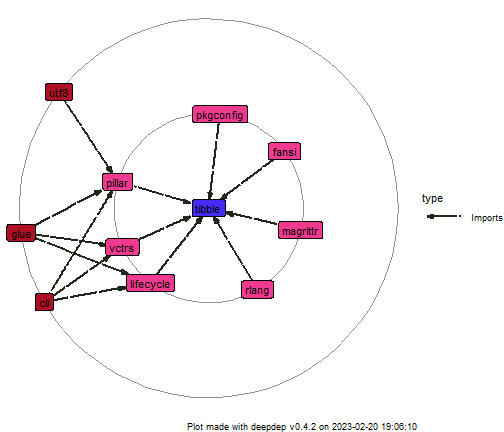 utf8
pkgconfig
fansi
pillar
type
tibble
Imports
glue
magrittr
vctrs
lifecycle
rlang
cli
Plot made with deepdep v0.4.2 on 2023-02-20 19:06:10